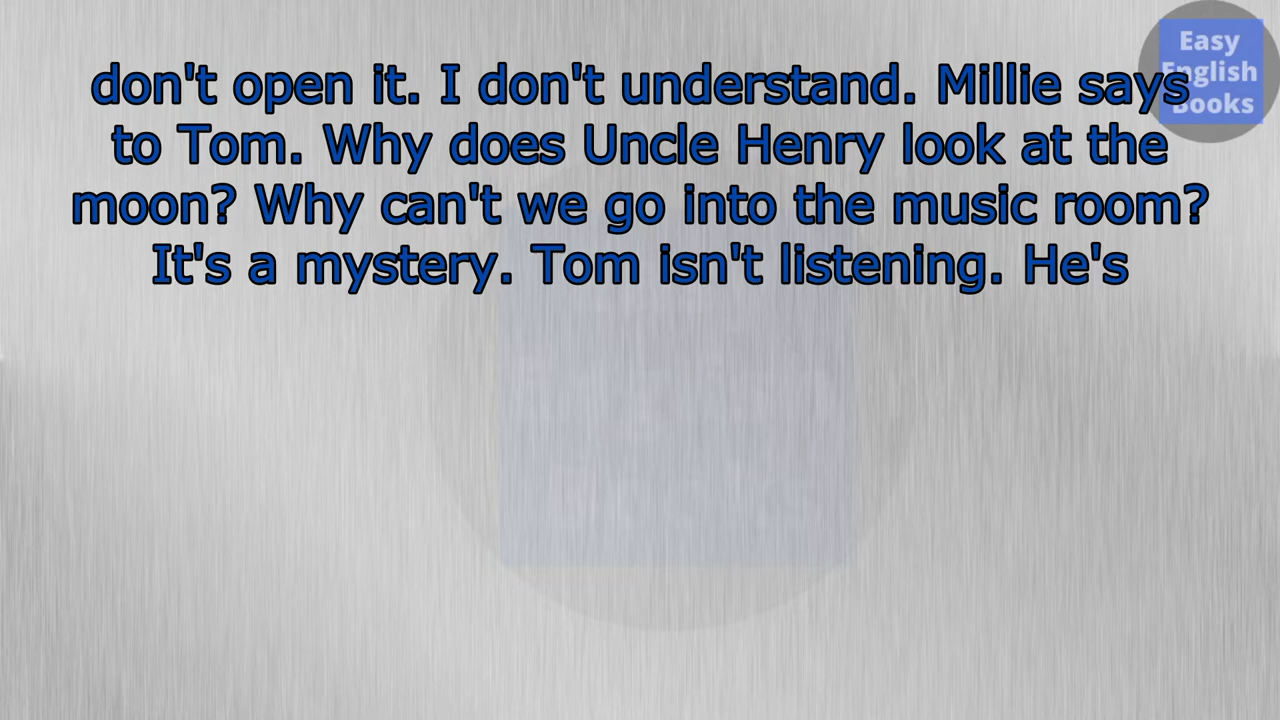 don't open it. I don't understand. Millie says
to Tom. Why does Uncle Henry look at the
moon? Why can't we go into the music room?
It's a mystery. Tom isn't listening. He's
Easy
English
Books